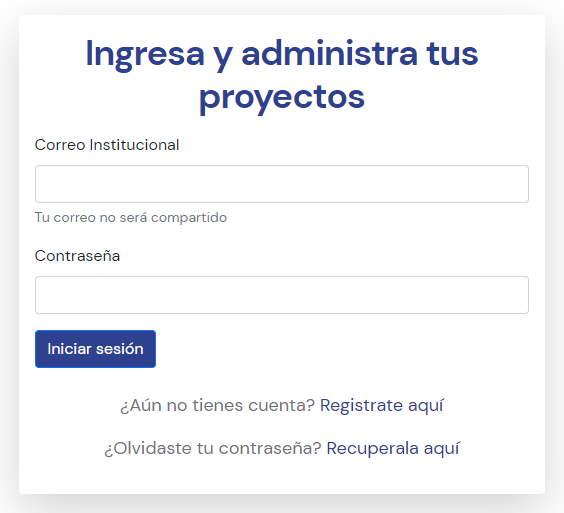 Ingresa y administra tus
proyectos
Correo Institucional
Tu correo no será compartido
Contraseña
Iniciar sesión
¿Aún no tienes cuenta? Registrate aquí
¿Olvidaste tu contraseña? Recuperala aquí